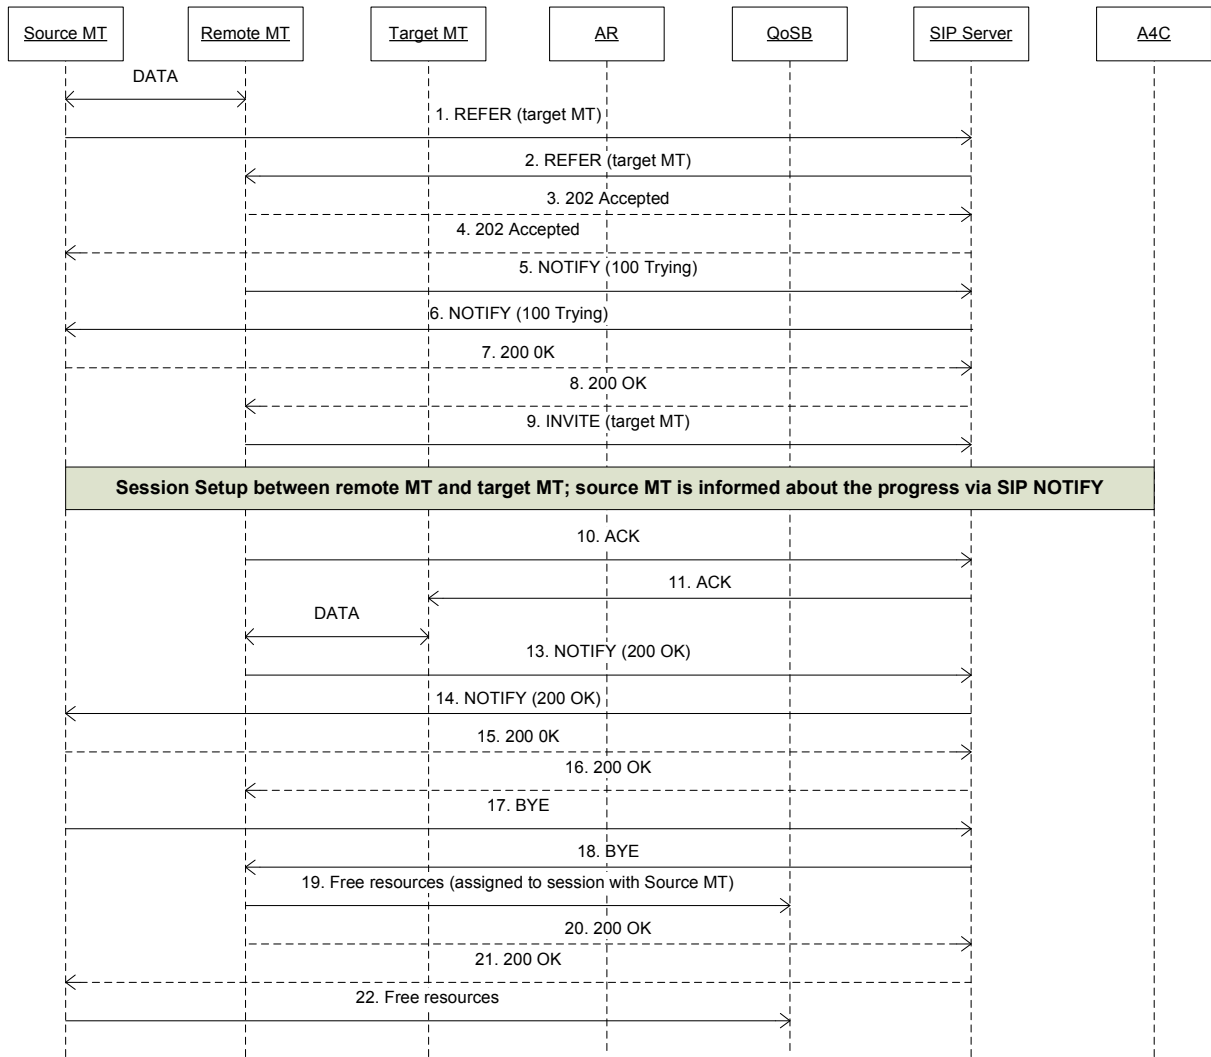 Source MT
Remote MT
Target MT
AR
QoSB
SIP Server
A4C
DATA
1. REFER (target MT)
2. REFER (target MT)
3. 202 Accepted
4. 202 Accepted
5. NOTIFY (100 Trying)
6. NOTIFY (100 Trying)
7. 200 0K
8. 200 OK
9. INVITE (target MT)
Session Setup between remote MT and target MT; source MT is informed about the progress via SIP NOTIFY
10. ACK
11. ACK
DATA
13. NOTIFY (200 OK)
14. NOTIFY (200 OK)
15. 200 0K
16. 200 OK
17. BYE
18. BYE
19. Free resources (assigned to session with Source MT)
20. 200 OK
21. 200 OK
22. Free resources